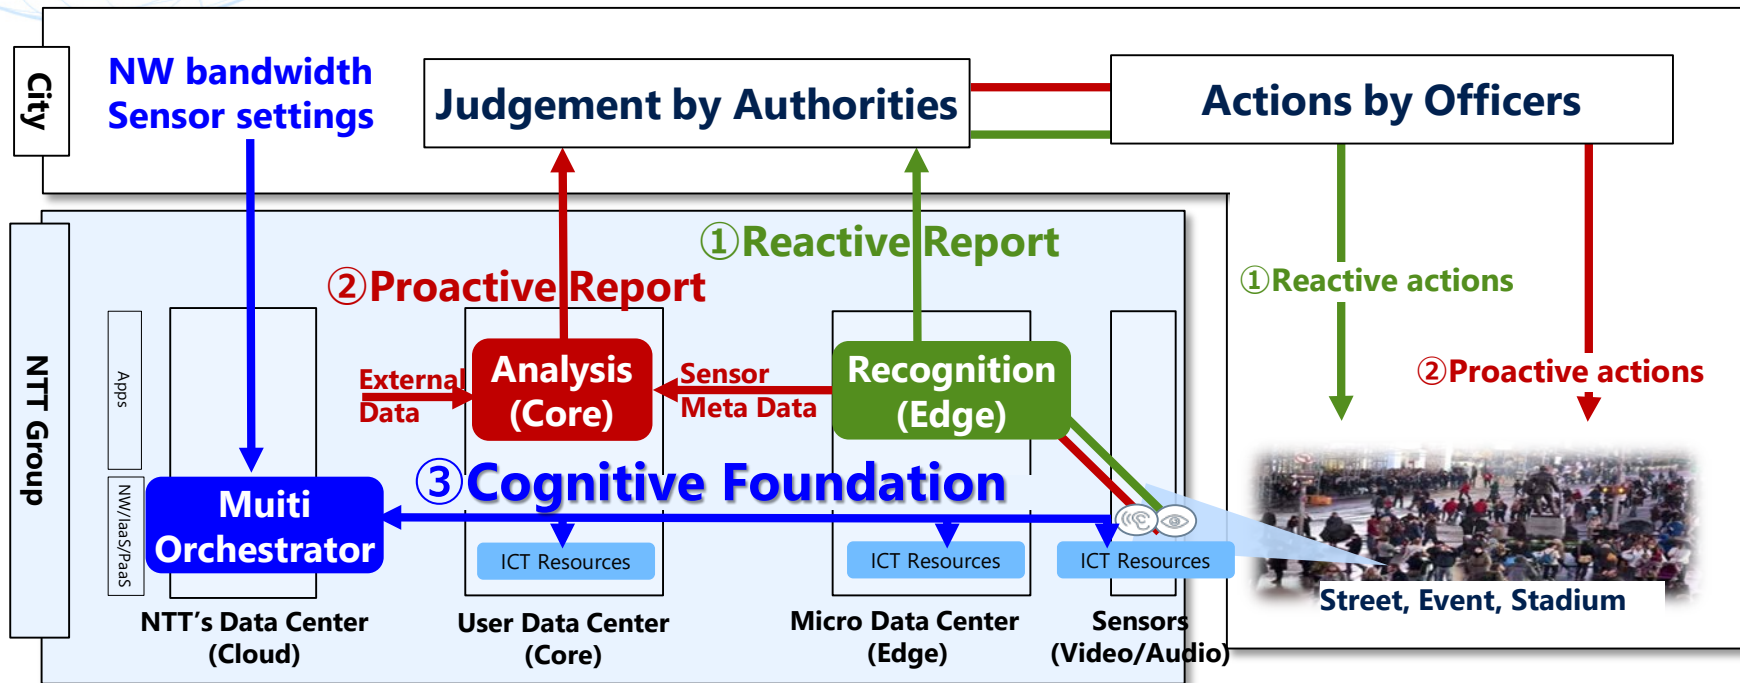 City
NW bandwidth
Sensor settings
Judgement by Authorities
Actions by Officers
①Reactive Report
②Proactive Report
①Reactive actions
②Proactive actions
NTT Group
Apps
NW/IaaS/PaaS
External
Data
Analysis
(Core)
Sensor
Meta Data
Recognition
(Edge)
③Cognitive Foundation
Muiti
Orchestrator
ICT Resources
ICT Resources
ICT Resources
Street, Event, Stadium
NTT’s Data Center
(Cloud)
User Data Center
(Core)
Micro Data Center
(Edge)
Sensors
(Video/Audio)